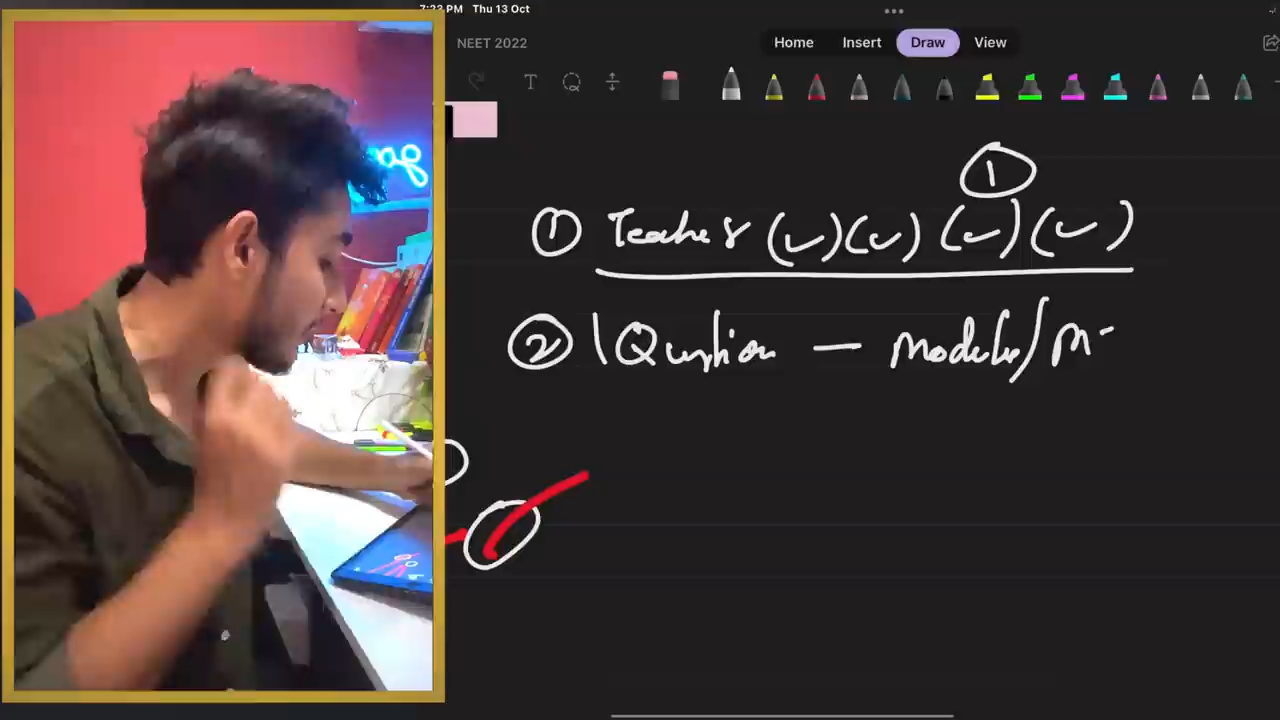 7:23 PM Thu 13 Oct
NEET 2022
Home Insert Draw View
T
1
① Teacher (✓)(✓)(✓)(✓)
② 1 Question — module/